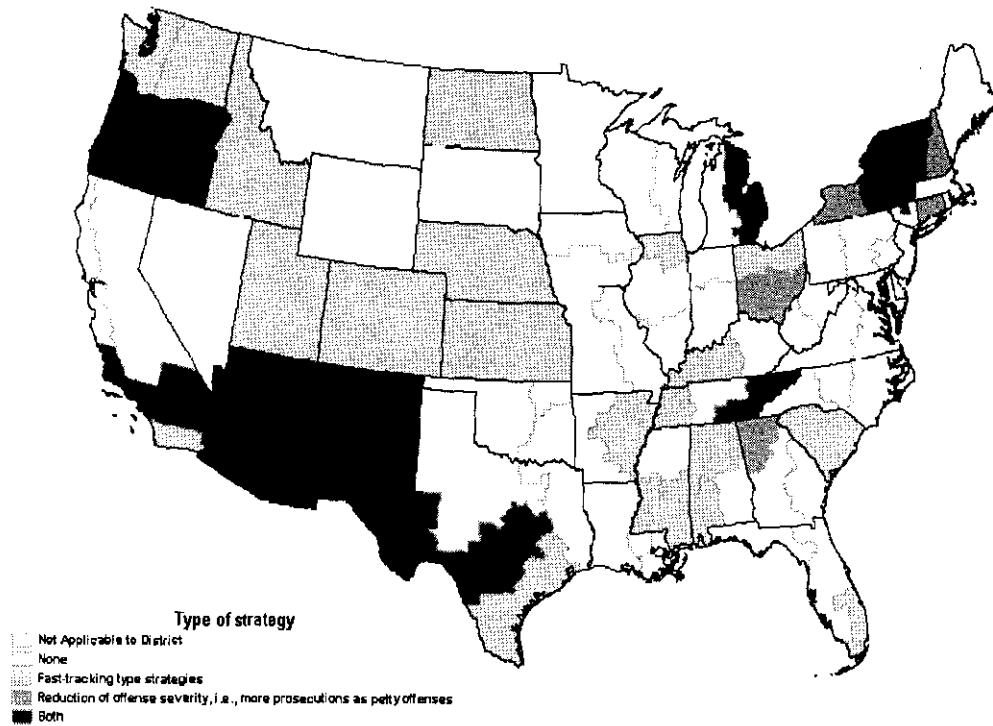 Type of strategy
Not Applicable to District
None
Fast-tracking type strategies
Reduction of offense severity, i.e., more prosecutions as petty offenses
Both